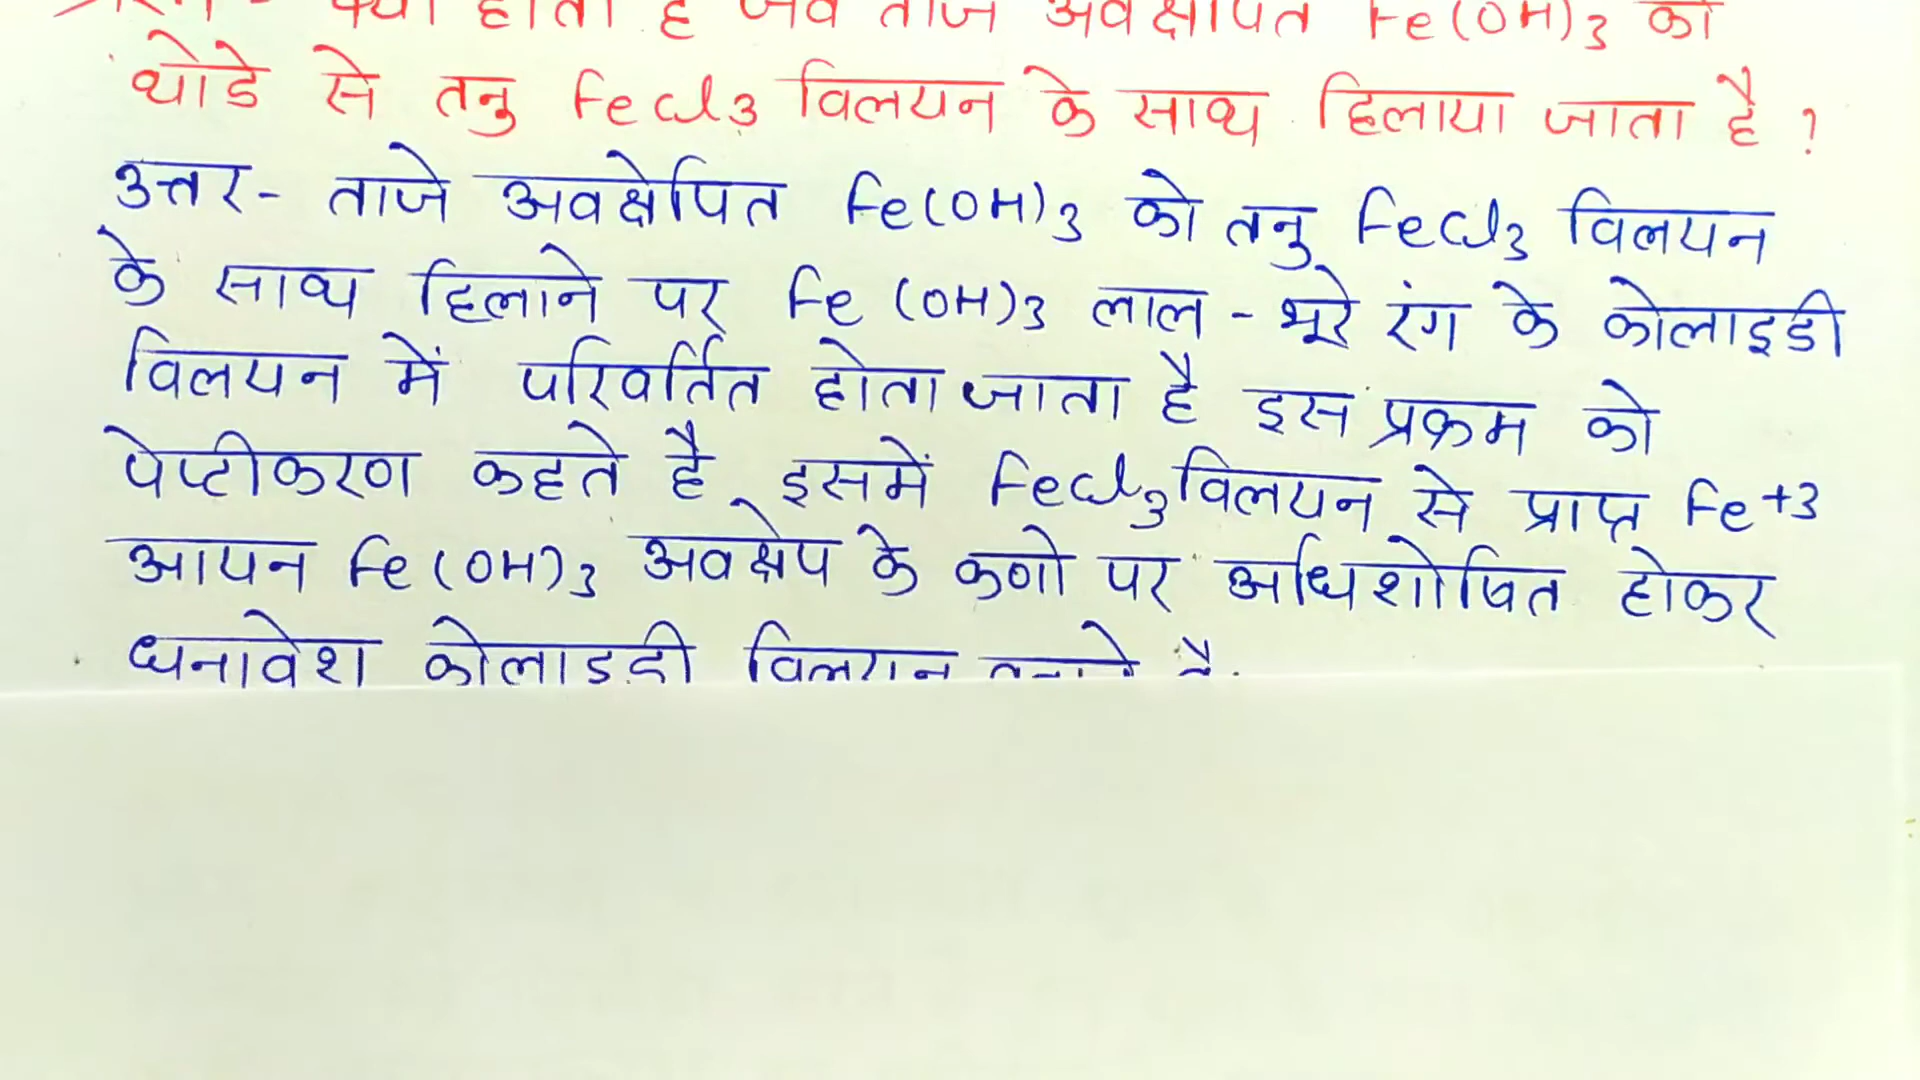 क्या होता है जब ताजे अवक्षेपित Fe(OH)3 को
थोडे से तनु FeCl3 विलयन के साथ हिलाया जाता है ?
उत्तर - ताजे अवक्षेपित Fe(OH)3 को तनु FeCl3 विलयन
के साथ हिलाने पर Fe (OH)3 लाल - भूरे रंग के कोलाइडी
विलयन में परिवर्तित होता जाता है इस प्रक्रम को
पेप्टीकरण कहते है. इसमें FeCl3 विलयन से प्राप्त Fe+3
आयन Fe(OH)3 अवक्षेप के कणो पर अधिशोषित होकर
धनावेश कोलाइडी विलयन